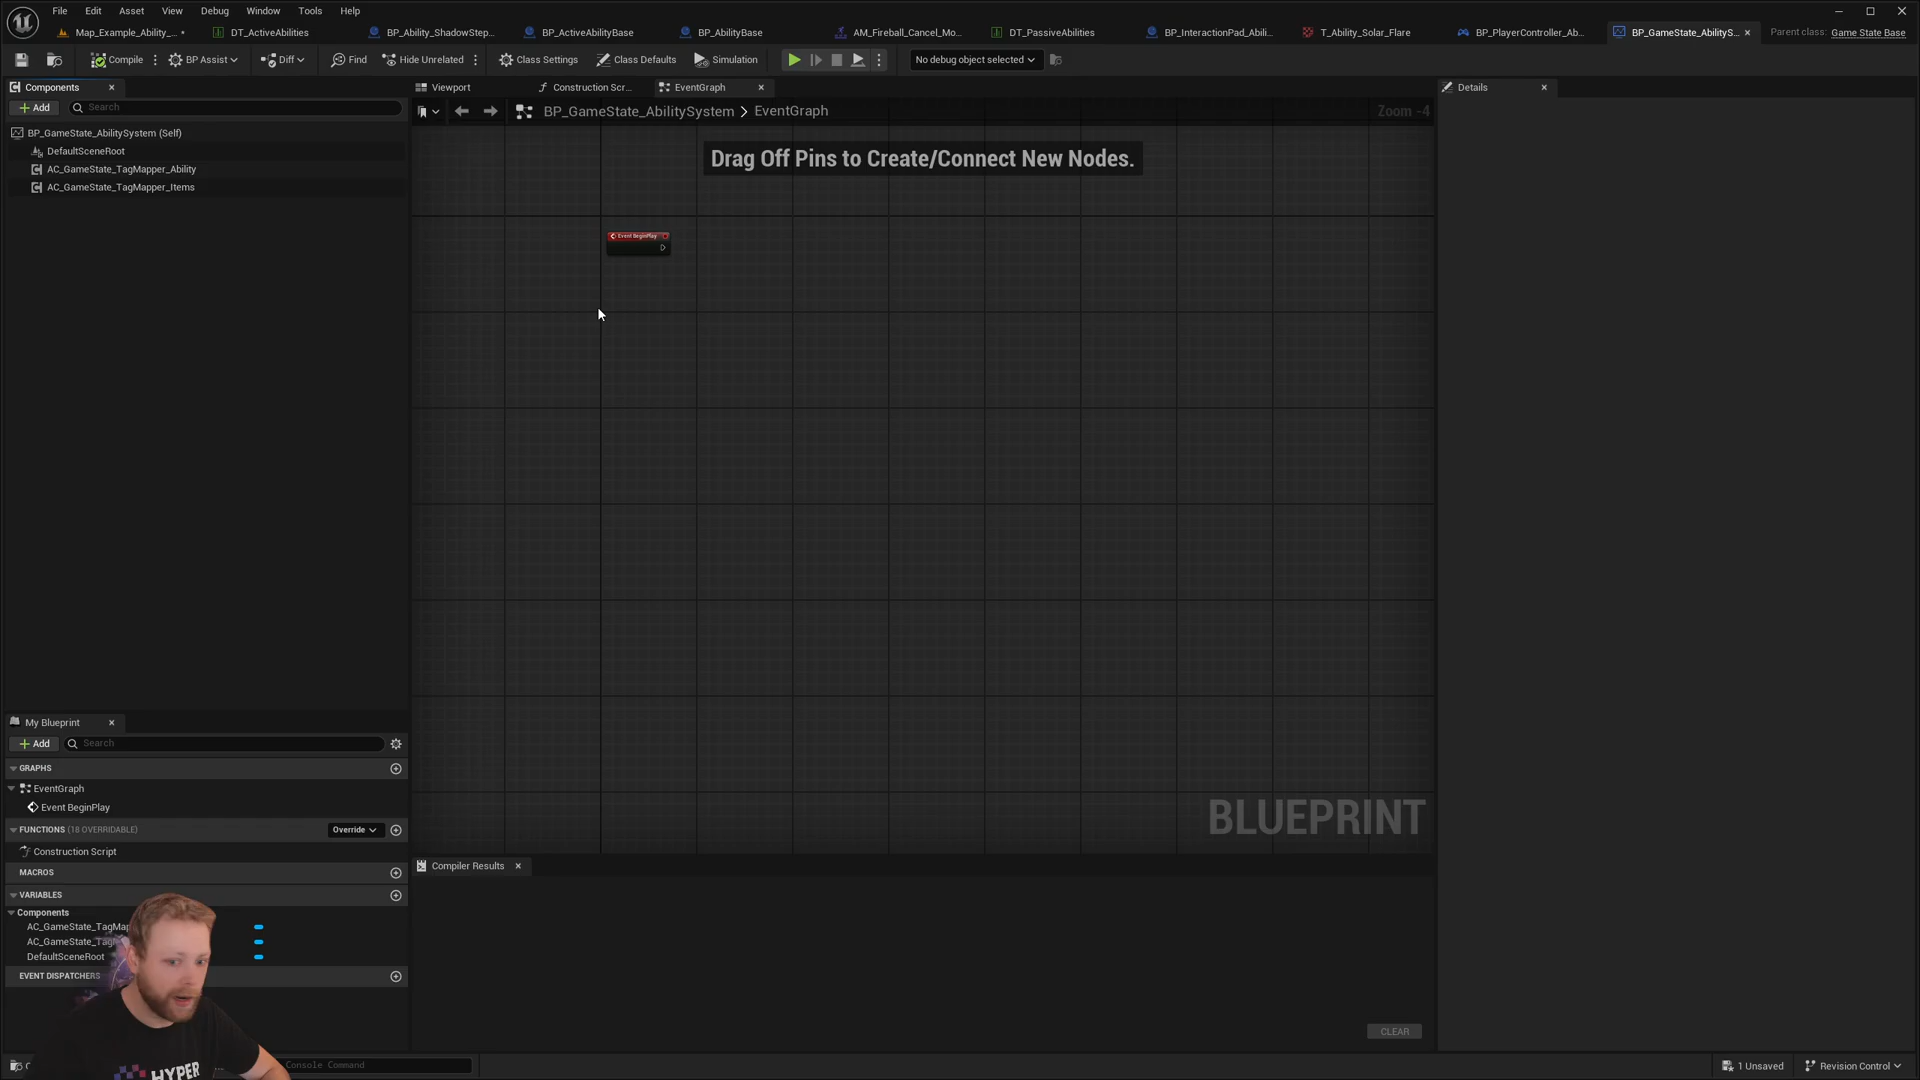 File Edit Asset View Debug Window Tools Help
Map_Example_Ability_... • DT_ActiveAbilities BP_Ability_ShadowStep... BP_ActiveAbilityBase BP_AbilityBase AM_Fireball_Cancel_Mo... DT_PassiveAbilities BP_InteractionPad_Abili... T_Ability_Solar_Flare BP_PlayerController_Ab... BP_GameState_AbilityS... Parent class: Game State Base
Compile BP Assist Diff Find Hide Unrelated Class Settings Class Defaults Simulation No debug object selected
Components Viewport Construction Scr... EventGraph Details
Add Search
BP_GameState_AbilitySystem > EventGraph Zoom -4
BP_GameState_AbilitySystem (Self)
DefaultSceneRoot
AC_GameState_TagMapper_Ability
AC_GameState_TagMapper_Items
Drag Off Pins to Create/Connect New Nodes.
Event BeginPlay
BLUEPRINT
My Blueprint
Add Search
GRAPHS
EventGraph
Event BeginPlay
FUNCTIONS (18 OVERRIDABLE) Override
Construction Script
MACROS
VARIABLES
Components
AC_GameState_TagMap
AC_GameState_Tag
DefaultSceneRoot
EVENT DISPATCHERS
Compiler Results
CLEAR
HYPER
Console Command
1 Unsaved Revision Control